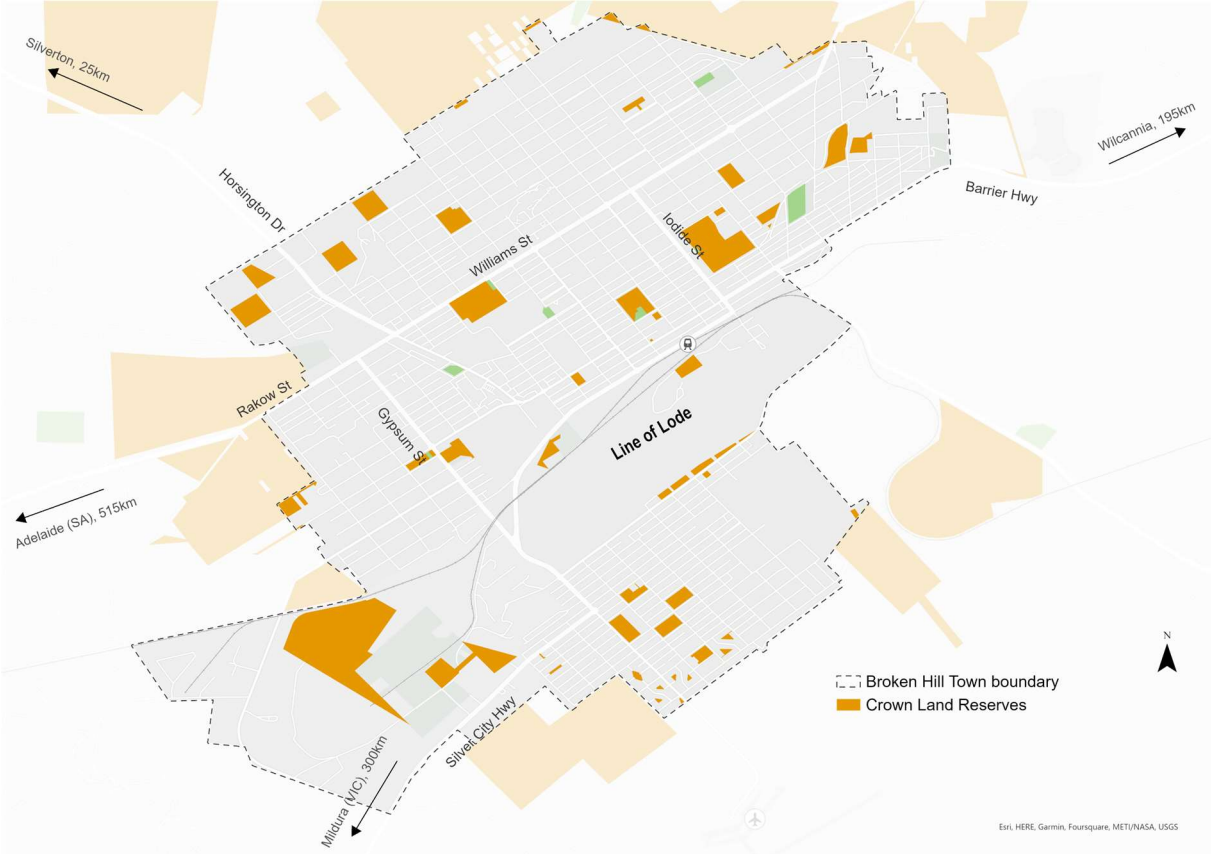 Silverton, 25km
Wilcannia, 195km
Barrier Hwy
Horsington Dr
Iodide St
Williams St
Rakow St
Gypsum St
Line of Lode
Adelaide (SA), 515km
N
Broken Hill Town boundary
Crown Land Reserves
Silver City Hwy
Mildura (VIC), 300km
Esri, HERE, Garmin, Foursquare, METI/NASA, USGS